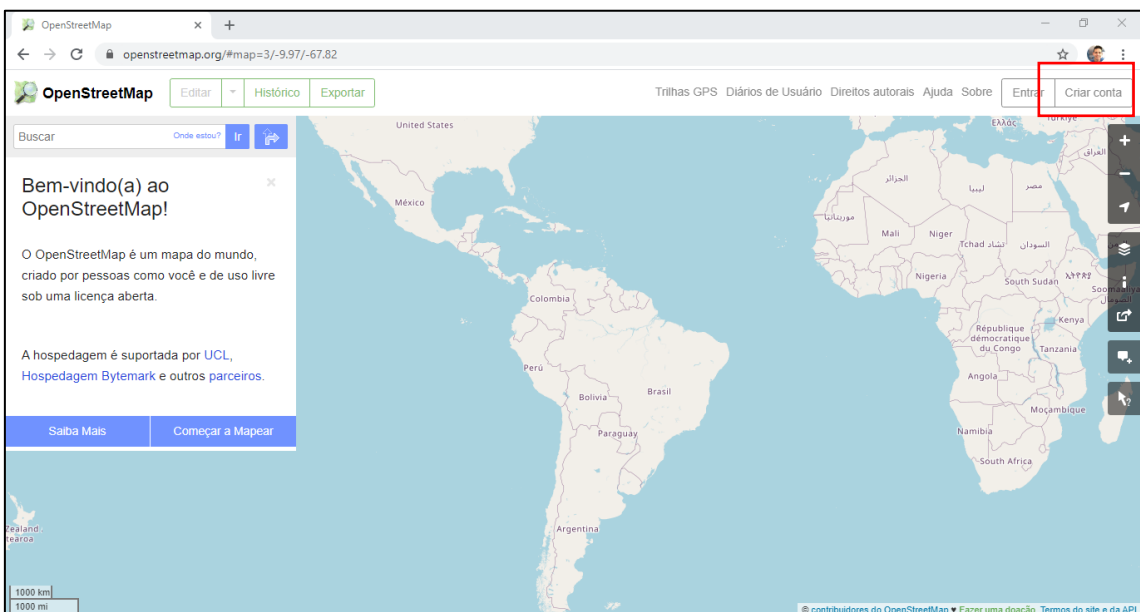 OpenStreetMap
openstreetmap.org/#map=3/-9.97/-67.82
OpenStreetMap
Editar
Histórico
Exportar
Trilhas GPS Diários de Usuário Direitos autorais Ajuda Sobre
Entrar
Criar conta
Buscar
Onde estou?
Ir
Bem-vindo(a) ao
OpenStreetMap!
O OpenStreetMap é um mapa do mundo,
criado por pessoas como você e de uso livre
sob uma licença aberta.
A hospedagem é suportada por UCL,
Hospedagem Bytemark e outros parceiros.
Saiba Mais
Começar a Mapear
United States
México
Colombia
Perú
Brasil
Bolivia
Paraguay
Argentina
Ελλάς
العراق
الجزائر
ليبيا
مصر
موريتانيا
Mali
Niger
Tchad تشاد
السودان
Nigeria
South Sudan
Kenya
République
démocratique
du Congo
Tanzania
Angola
Moçambique
Namibia
South Africa
Zealand
1000 km
1000 mi
© contribuidores do OpenStreetMap ♥ Fazer uma doação. Termos do site e da API